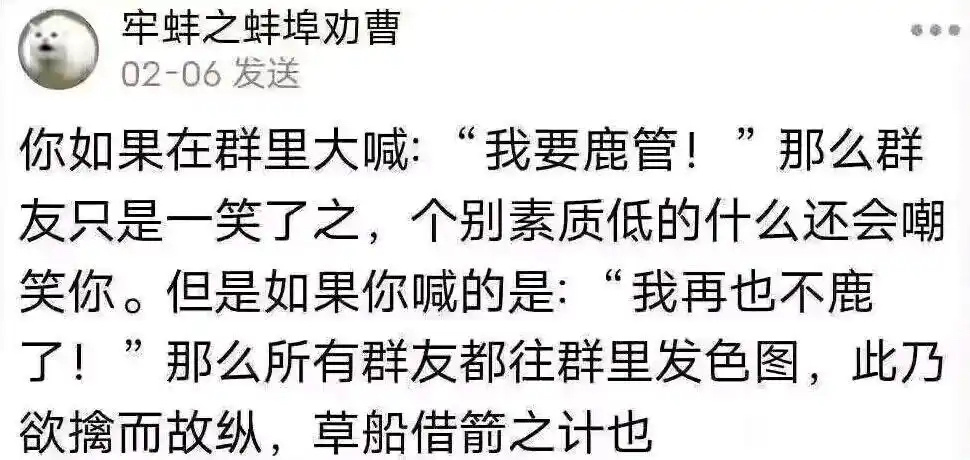 牢蚌之蚌埠劝曹
02-06 发送
你如果在群里大喊:“我要鹿管！”那么群
友只是一笑了之，个别素质低的什么还会嘲
笑你。但是如果你喊的是:“我再也不鹿
了！”那么所有群友都往群里发色图，此乃
欲擒而故纵，草船借箭之计也